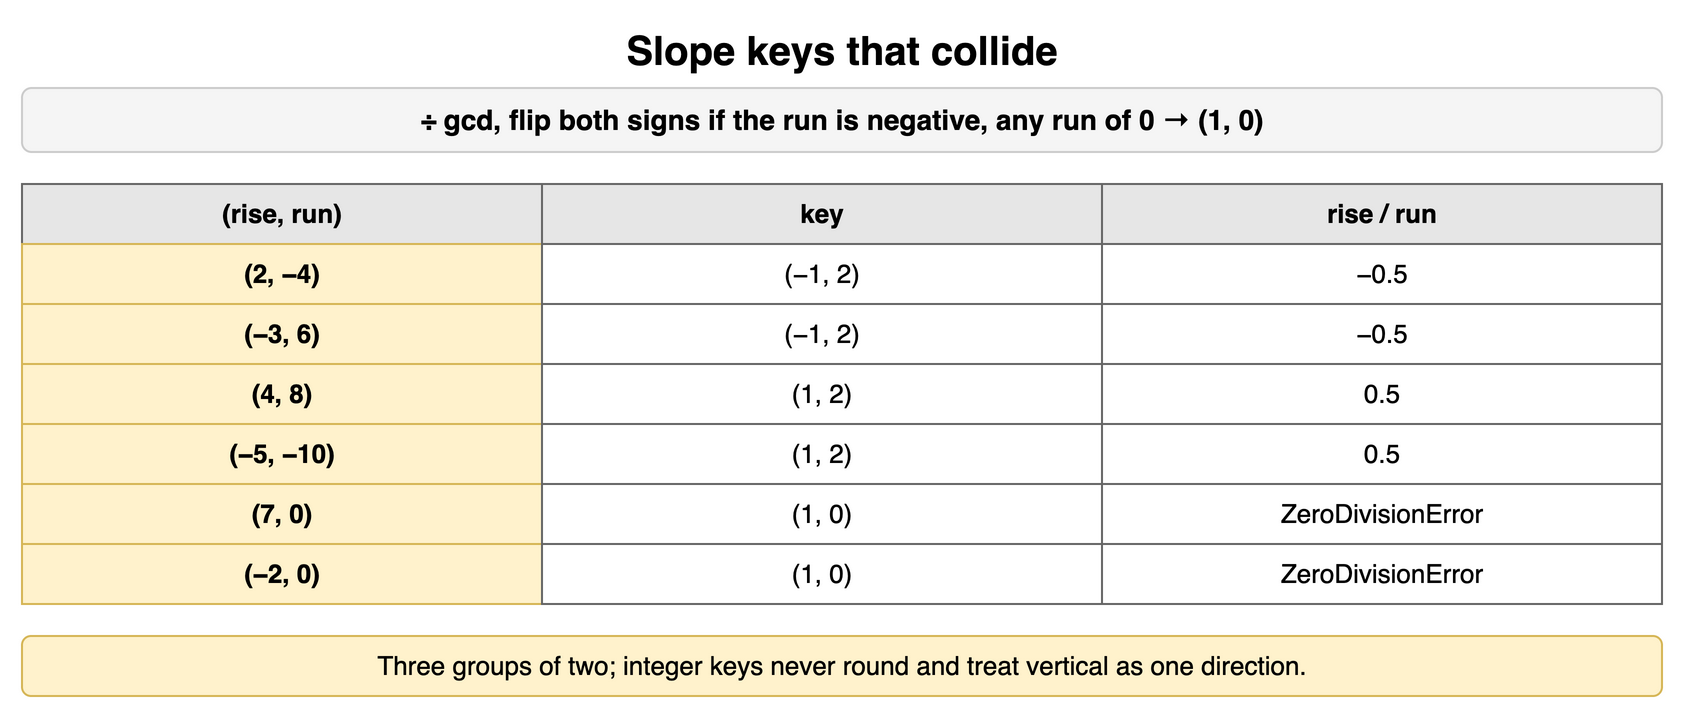 Slope keys that collide
÷ gcd, flip both signs if the run is negative, any run of 0 → (1, 0)
(rise, run) key rise / run
(2, −4) (−1, 2) −0.5
(−3, 6) (−1, 2) −0.5
(4, 8) (1, 2) 0.5
(−5, −10) (1, 2) 0.5
(7, 0) (1, 0) ZeroDivisionError
(−2, 0) (1, 0) ZeroDivisionError
Three groups of two; integer keys never round and treat vertical as one direction.